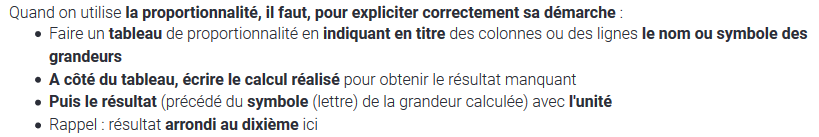 Quand on utilise la proportionnalité, il faut, pour expliciter correctement sa démarche :
• Faire un tableau de proportionnalité en indiquant en titre des colonnes ou des lignes le nom ou symbole des
grandeurs
• A côté du tableau, écrire le calcul réalisé pour obtenir le résultat manquant
• Puis le résultat (précédé du symbole (lettre) de la grandeur calculée) avec l'unité
• Rappel : résultat arrondi au dixième ici